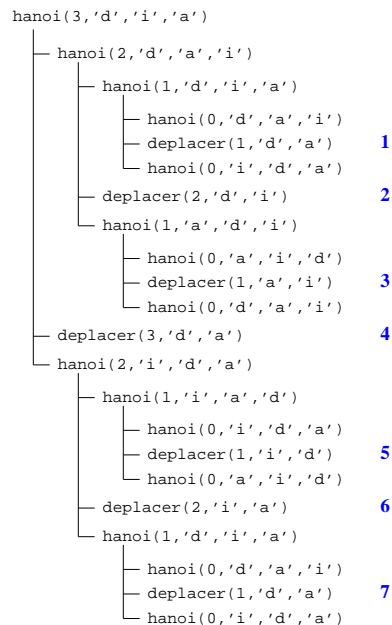 hanoi(3,'d','i','a')
hanoi(2,'d','a','i')
hanoi(1,'d','i','a')
hanoi(0,'d','a','i')
deplacer(1,'d','a') 1
hanoi(0,'i','d','a')
deplacer(2,'d','i') 2
hanoi(1,'a','d','i')
hanoi(0,'a','i','d')
deplacer(1,'a','i') 3
hanoi(0,'d','a','i')
deplacer(3,'d','a') 4
hanoi(2,'i','d','a')
hanoi(1,'i','a','d')
hanoi(0,'i','d','a')
deplacer(1,'i','d') 5
hanoi(0,'a','i','d')
deplacer(2,'i','a') 6
hanoi(1,'d','i','a')
hanoi(0,'d','a','i')
deplacer(1,'d','a') 7
hanoi(0,'i','d','a')